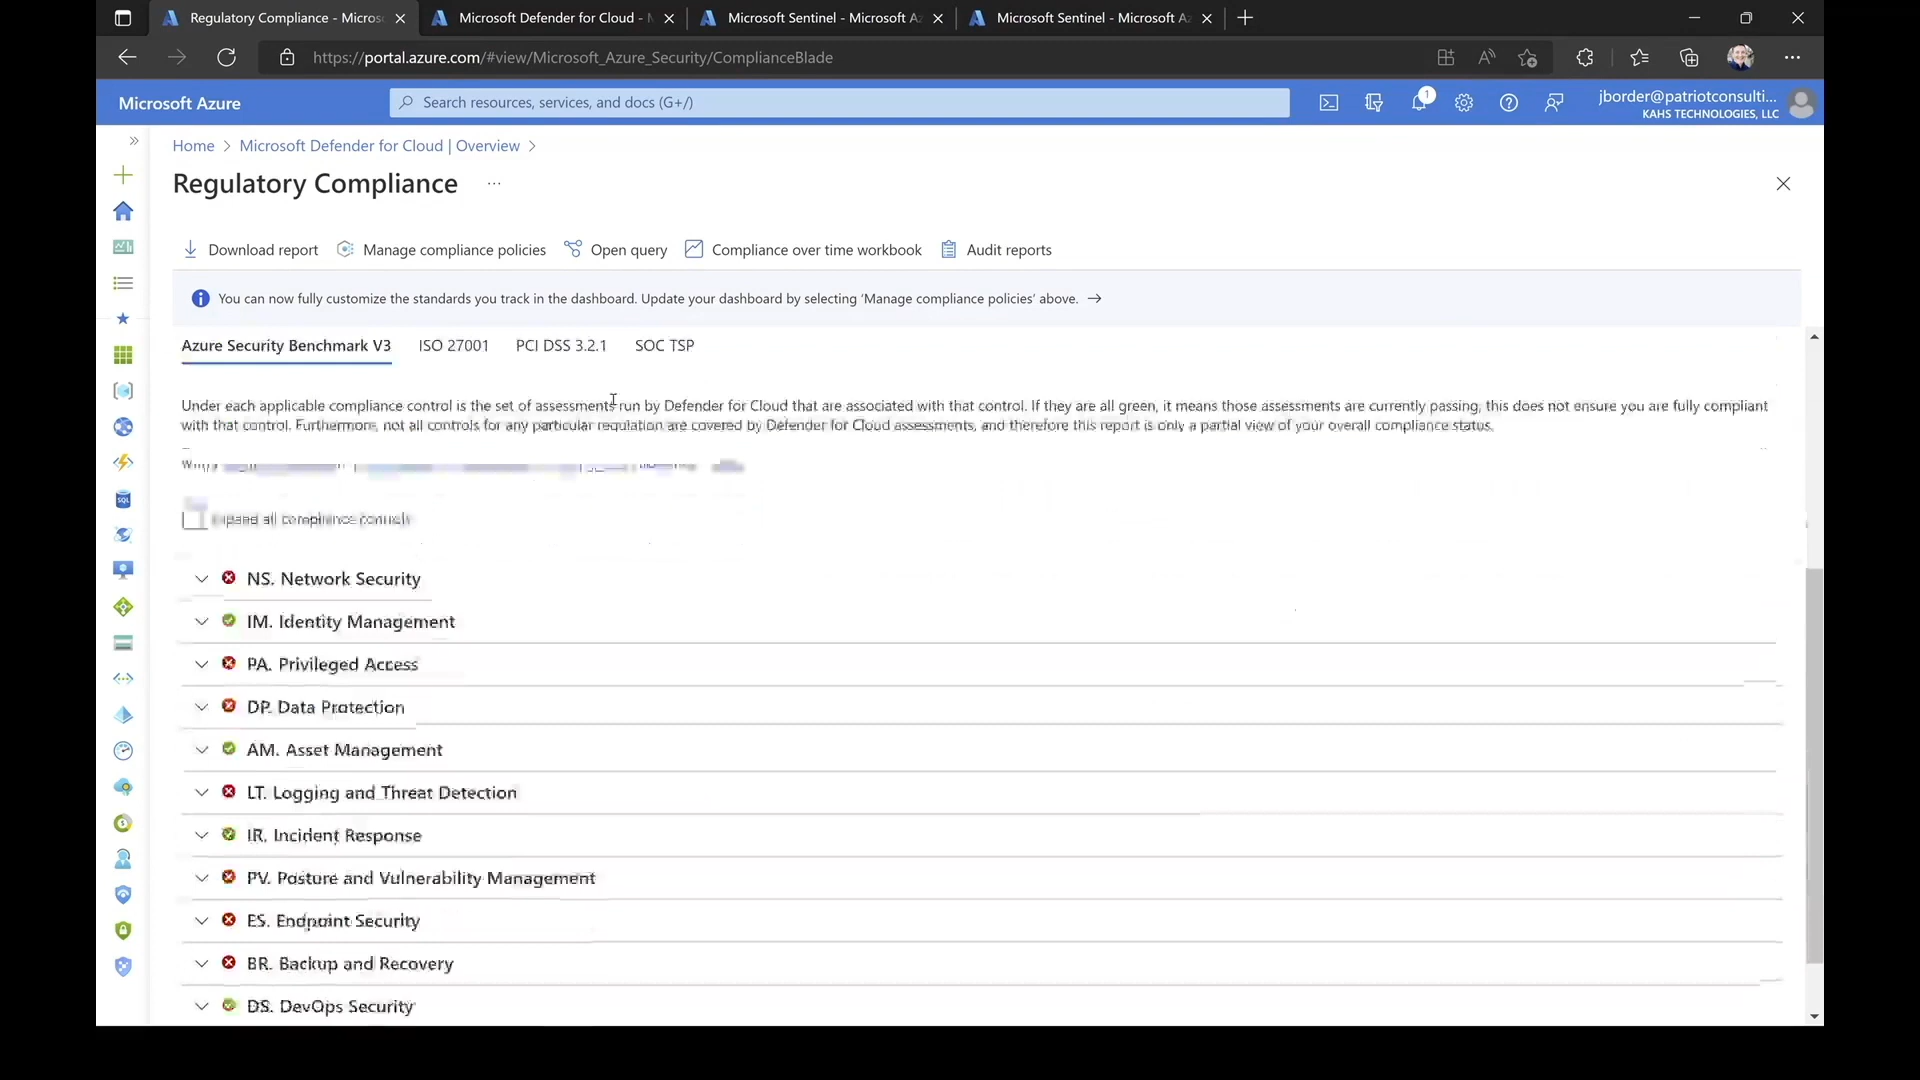 Regulatory Compliance - Micros
Microsoft Defender for Cloud - M
Microsoft Sentinel - Microsoft Az
Microsoft Sentinel - Microsoft Az
https://portal.azure.com/#view/Microsoft_Azure_Security/ComplianceBlade
Microsoft Azure
Search resources, services, and docs (G+/)
1
jborder@patriotconsulti...
KAHS TECHNOLOGIES, LLC
Home > Microsoft Defender for Cloud | Overview >
Regulatory Compliance ...
Download report
Manage compliance policies
Open query
Compliance over time workbook
Audit reports
You can now fully customize the standards you track in the dashboard. Update your dashboard by selecting 'Manage compliance policies' above. →
Azure Security Benchmark V3
ISO 27001
PCI DSS 3.2.1
SOC TSP
Under each applicable compliance control is the set of assessments run by Defender for Cloud that are associated with that control. If they are all green, it means those assessments are currently passing; this does not ensure you are fully compliant
with that control. Furthermore, not all controls for any particular regulation are covered by Defender for Cloud assessments, and therefore this report is only a partial view of your overall compliance status.
Expand all compliance controls
NS. Network Security
IM. Identity Management
PA. Privileged Access
DP. Data Protection
AM. Asset Management
LT. Logging and Threat Detection
IR. Incident Response
PV. Posture and Vulnerability Management
ES. Endpoint Security
BR. Backup and Recovery
DS. DevOps Security